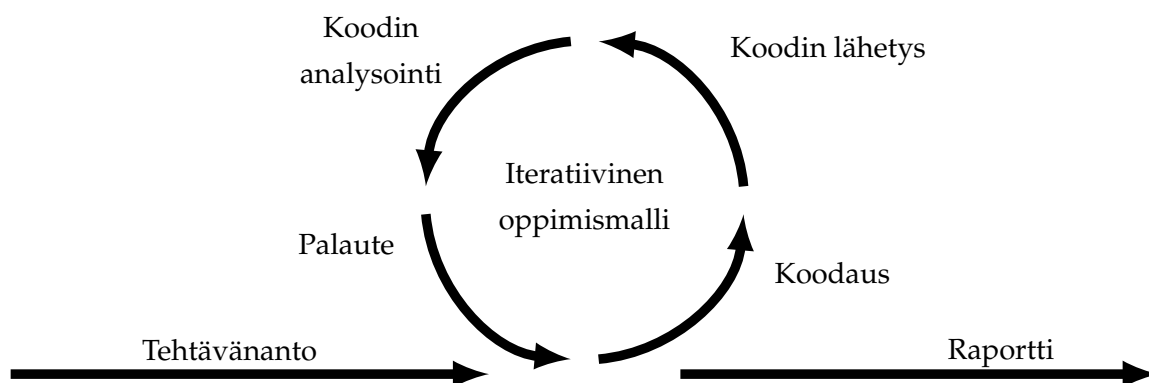 Koodin
analysointi
Koodin lähetys
Iteratiivinen
oppimismalli
Palaute
Koodaus
Tehtävänanto
Raportti